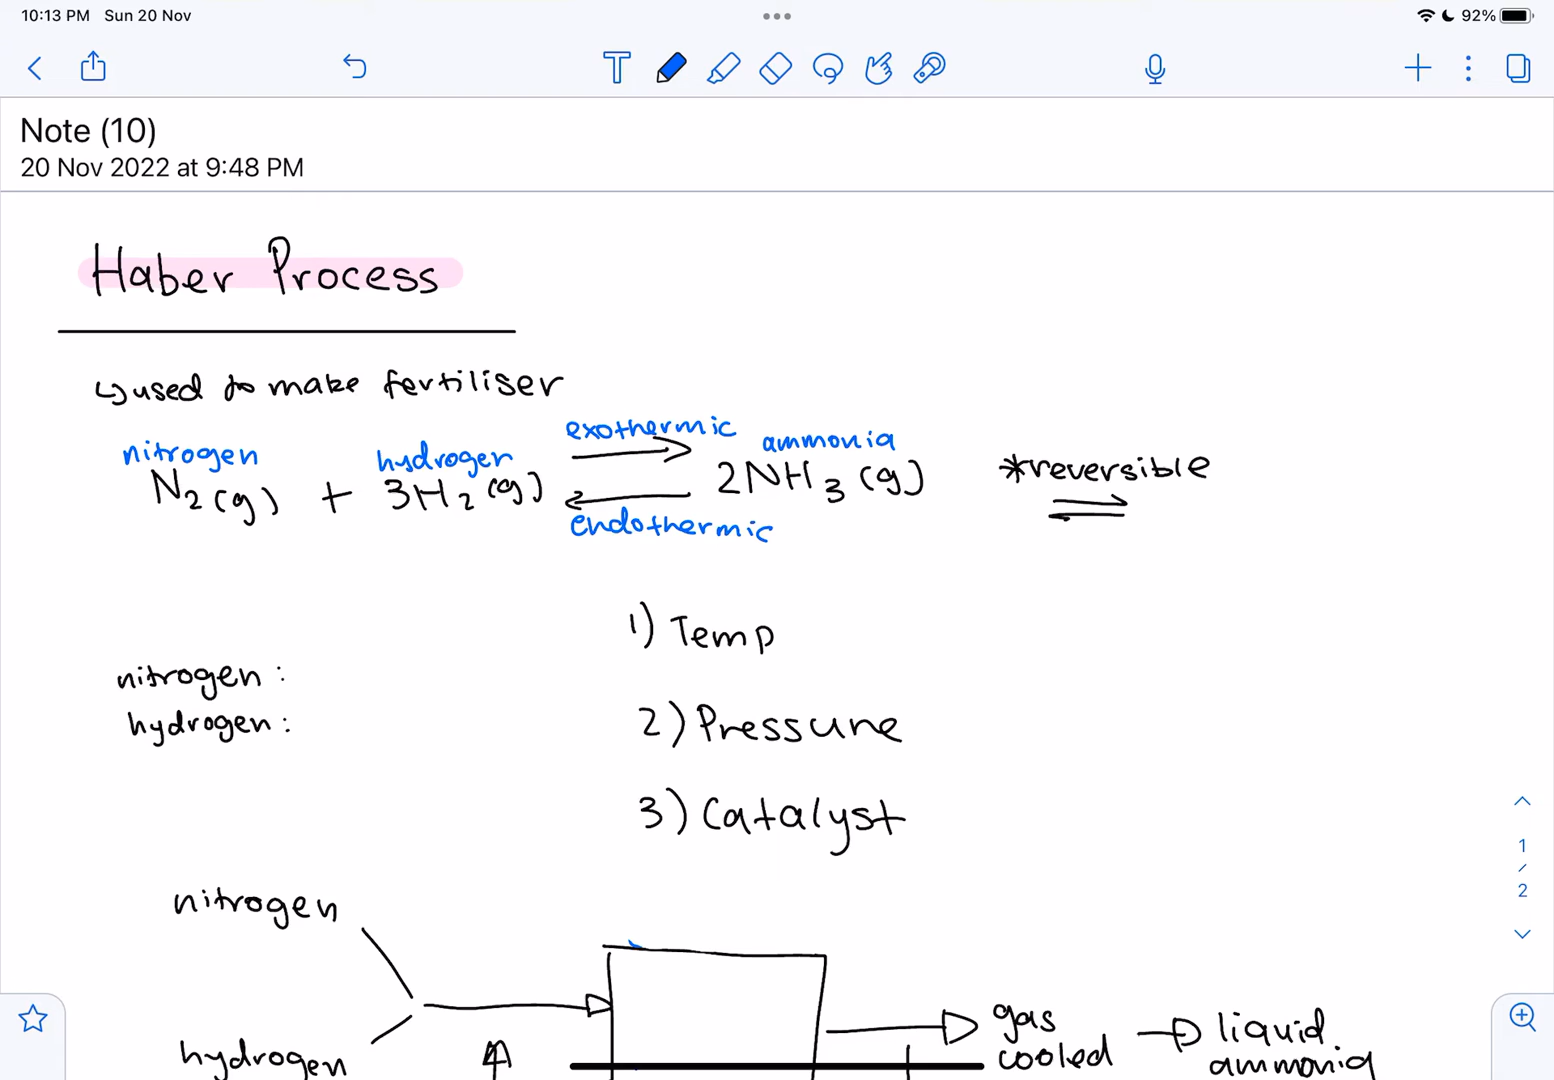 10:13 PM Sun 20 Nov
92%
Note (10)
20 Nov 2022 at 9:48 PM
Haber Process
↳ used to make fertiliser
nitrogen hydrogen exothermic ammonia
N₂(g) + 3H₂(g) ⇌ 2NH₃(g) *reversible
⇌
endothermic
1) Temp
nitrogen :
2) Pressure
hydrogen :
3) Catalyst
1
/
2
nitrogen
gas
cooled
liquid
ammonia
hydrogen